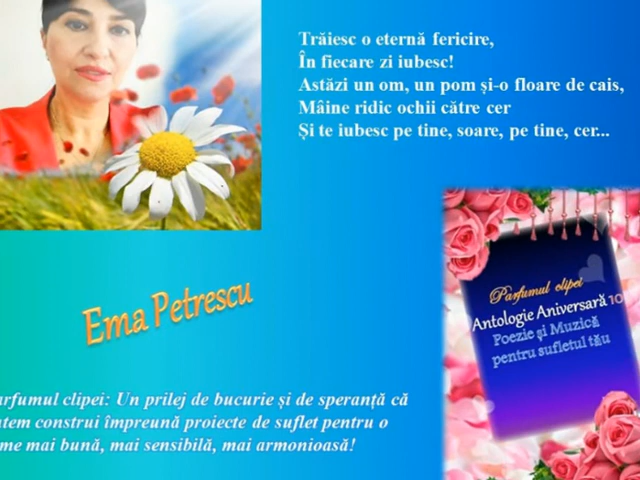 Trăiesc o eternă fericire,
În fiecare zi iubesc!
Astăzi un om, un pom și-o floare de cais,
Mâine ridic ochii către cer
Și te iubesc pe tine, soare, pe tine, cer...
Parfumul clipei
Antologie Aniversară 10
Poezie și Muzică
pentru sufletul tău
Ema Petrescu
arfumul clipei: Un prilej de bucurie și de speranță că
utem construi împreună proiecte de suflet pentru o
me mai bună, mai sensibilă, mai armonioasă!